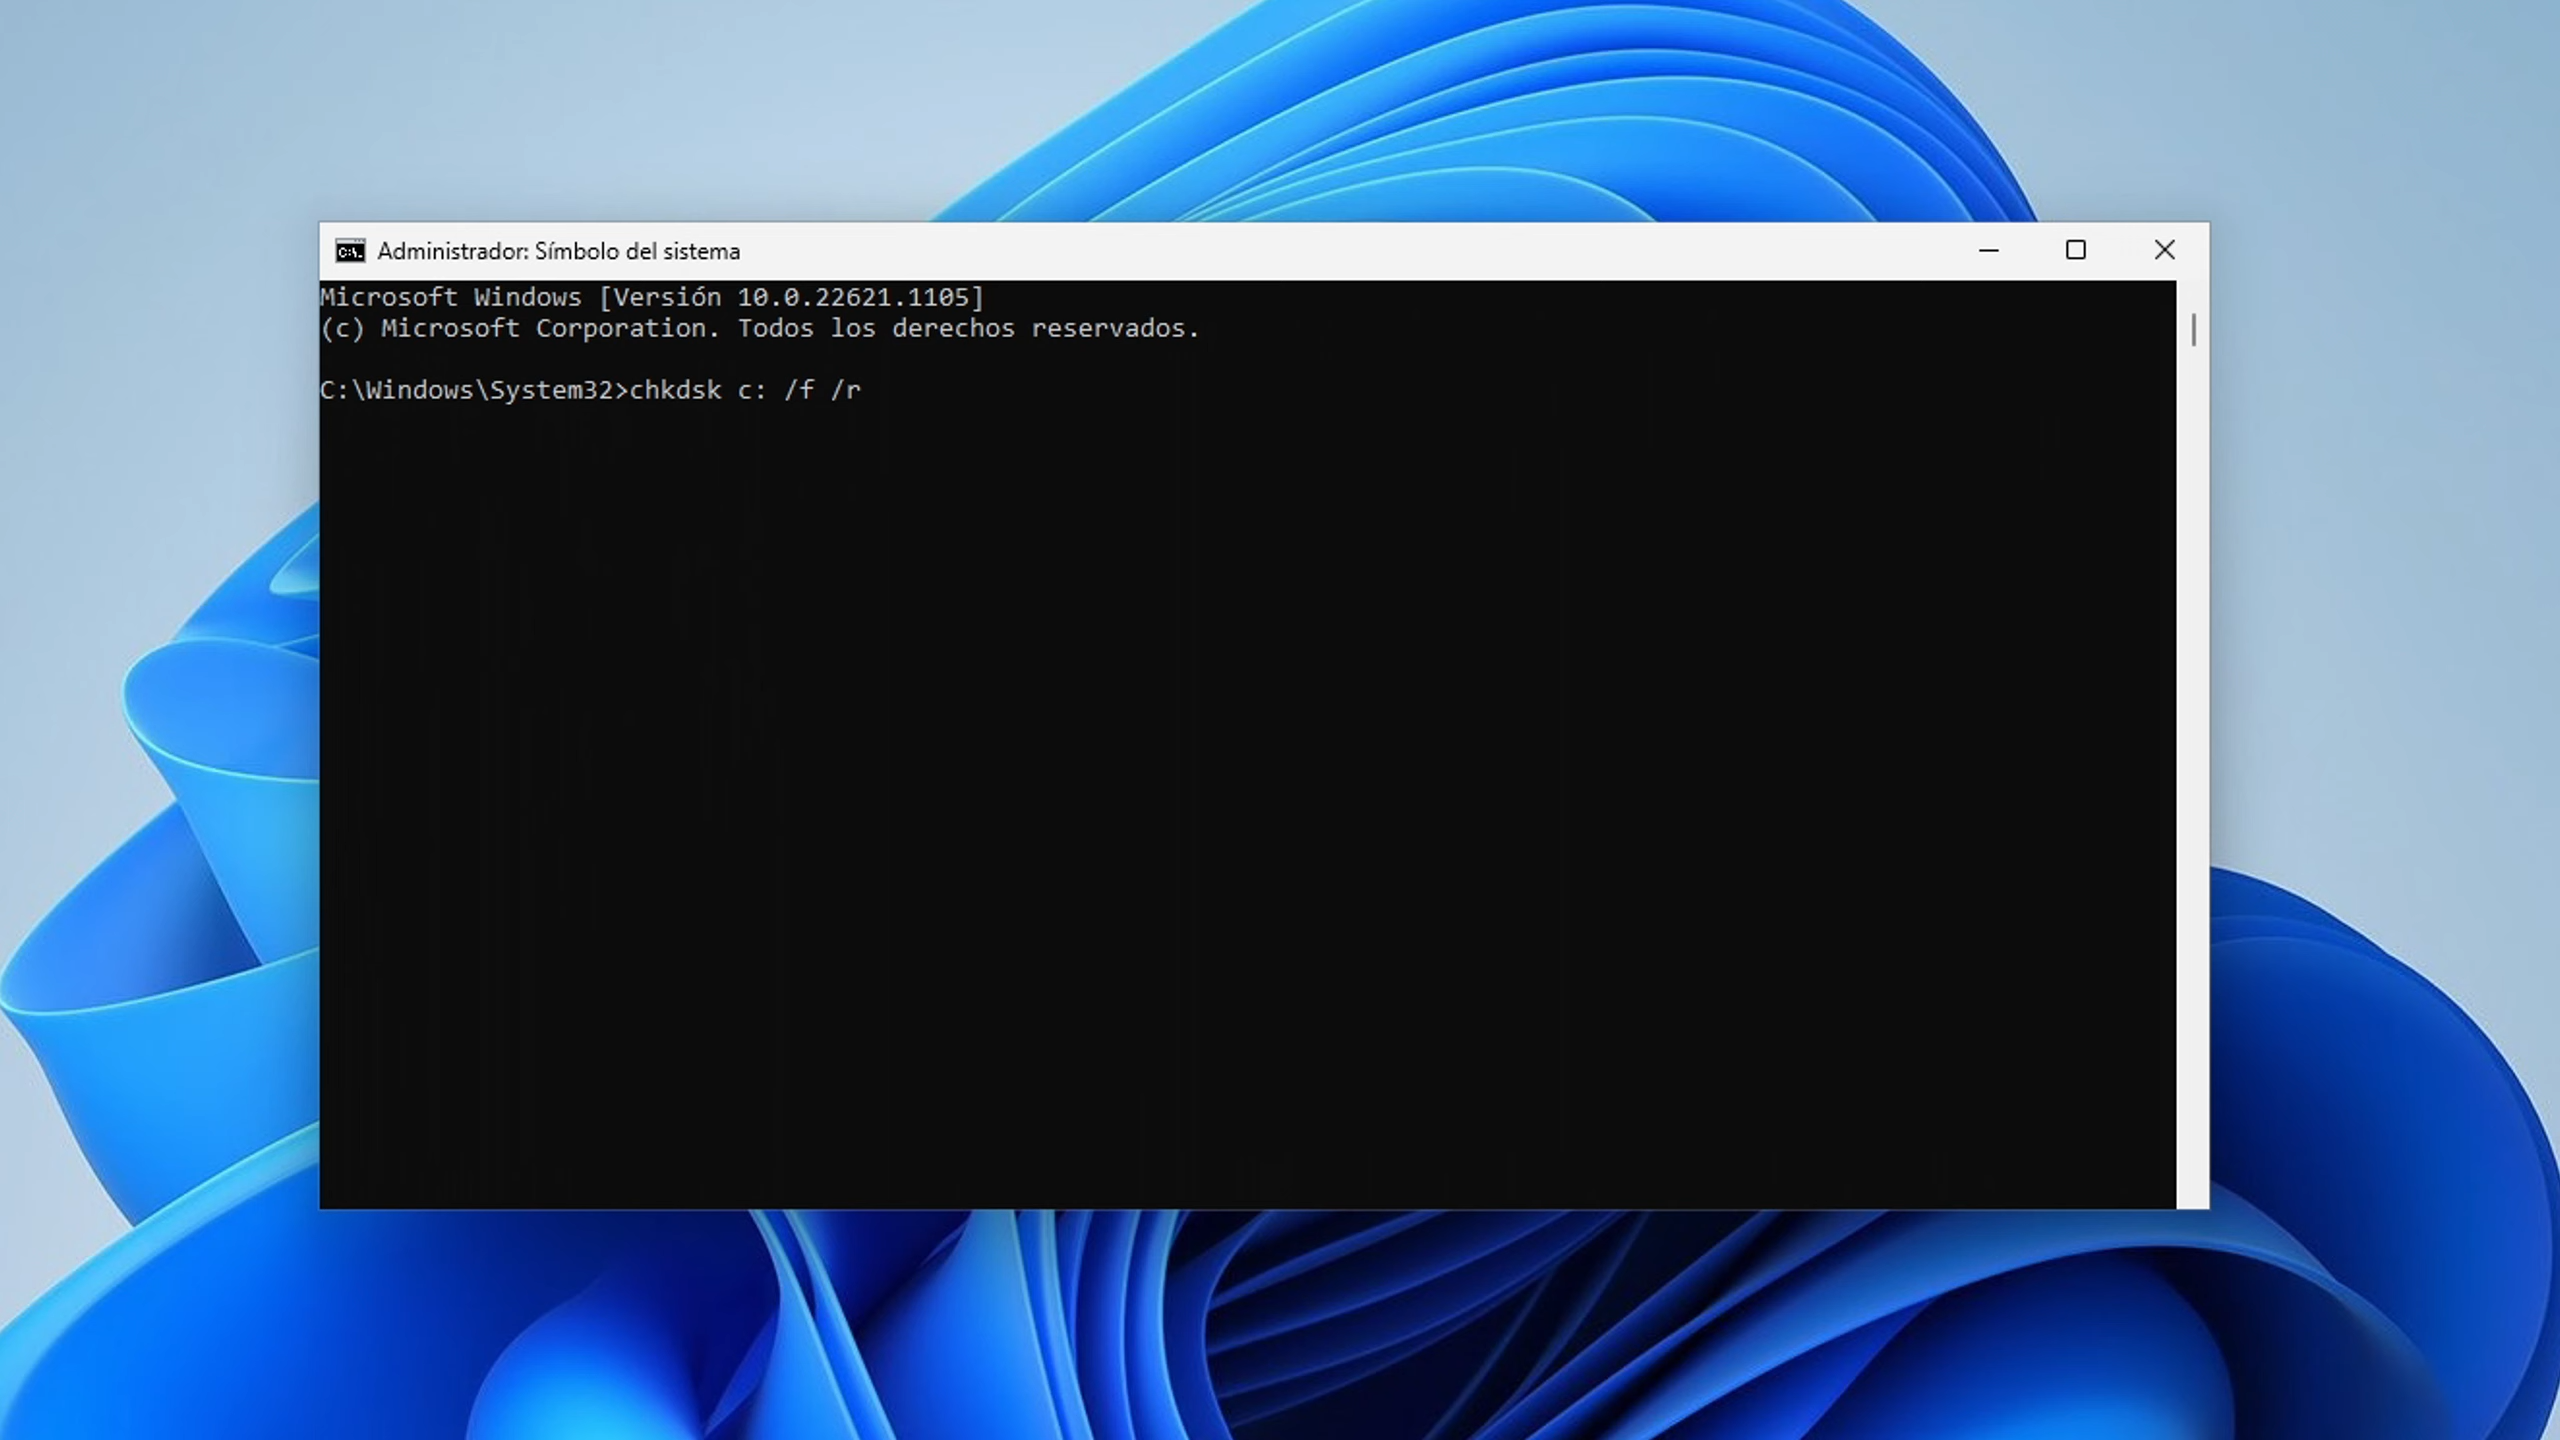 Administrador: Símbolo del sistema
Microsoft Windows [Versión 10.0.22621.1105]
(c) Microsoft Corporation. Todos los derechos reservados.
C:\Windows\System32>chkdsk c: /f /r